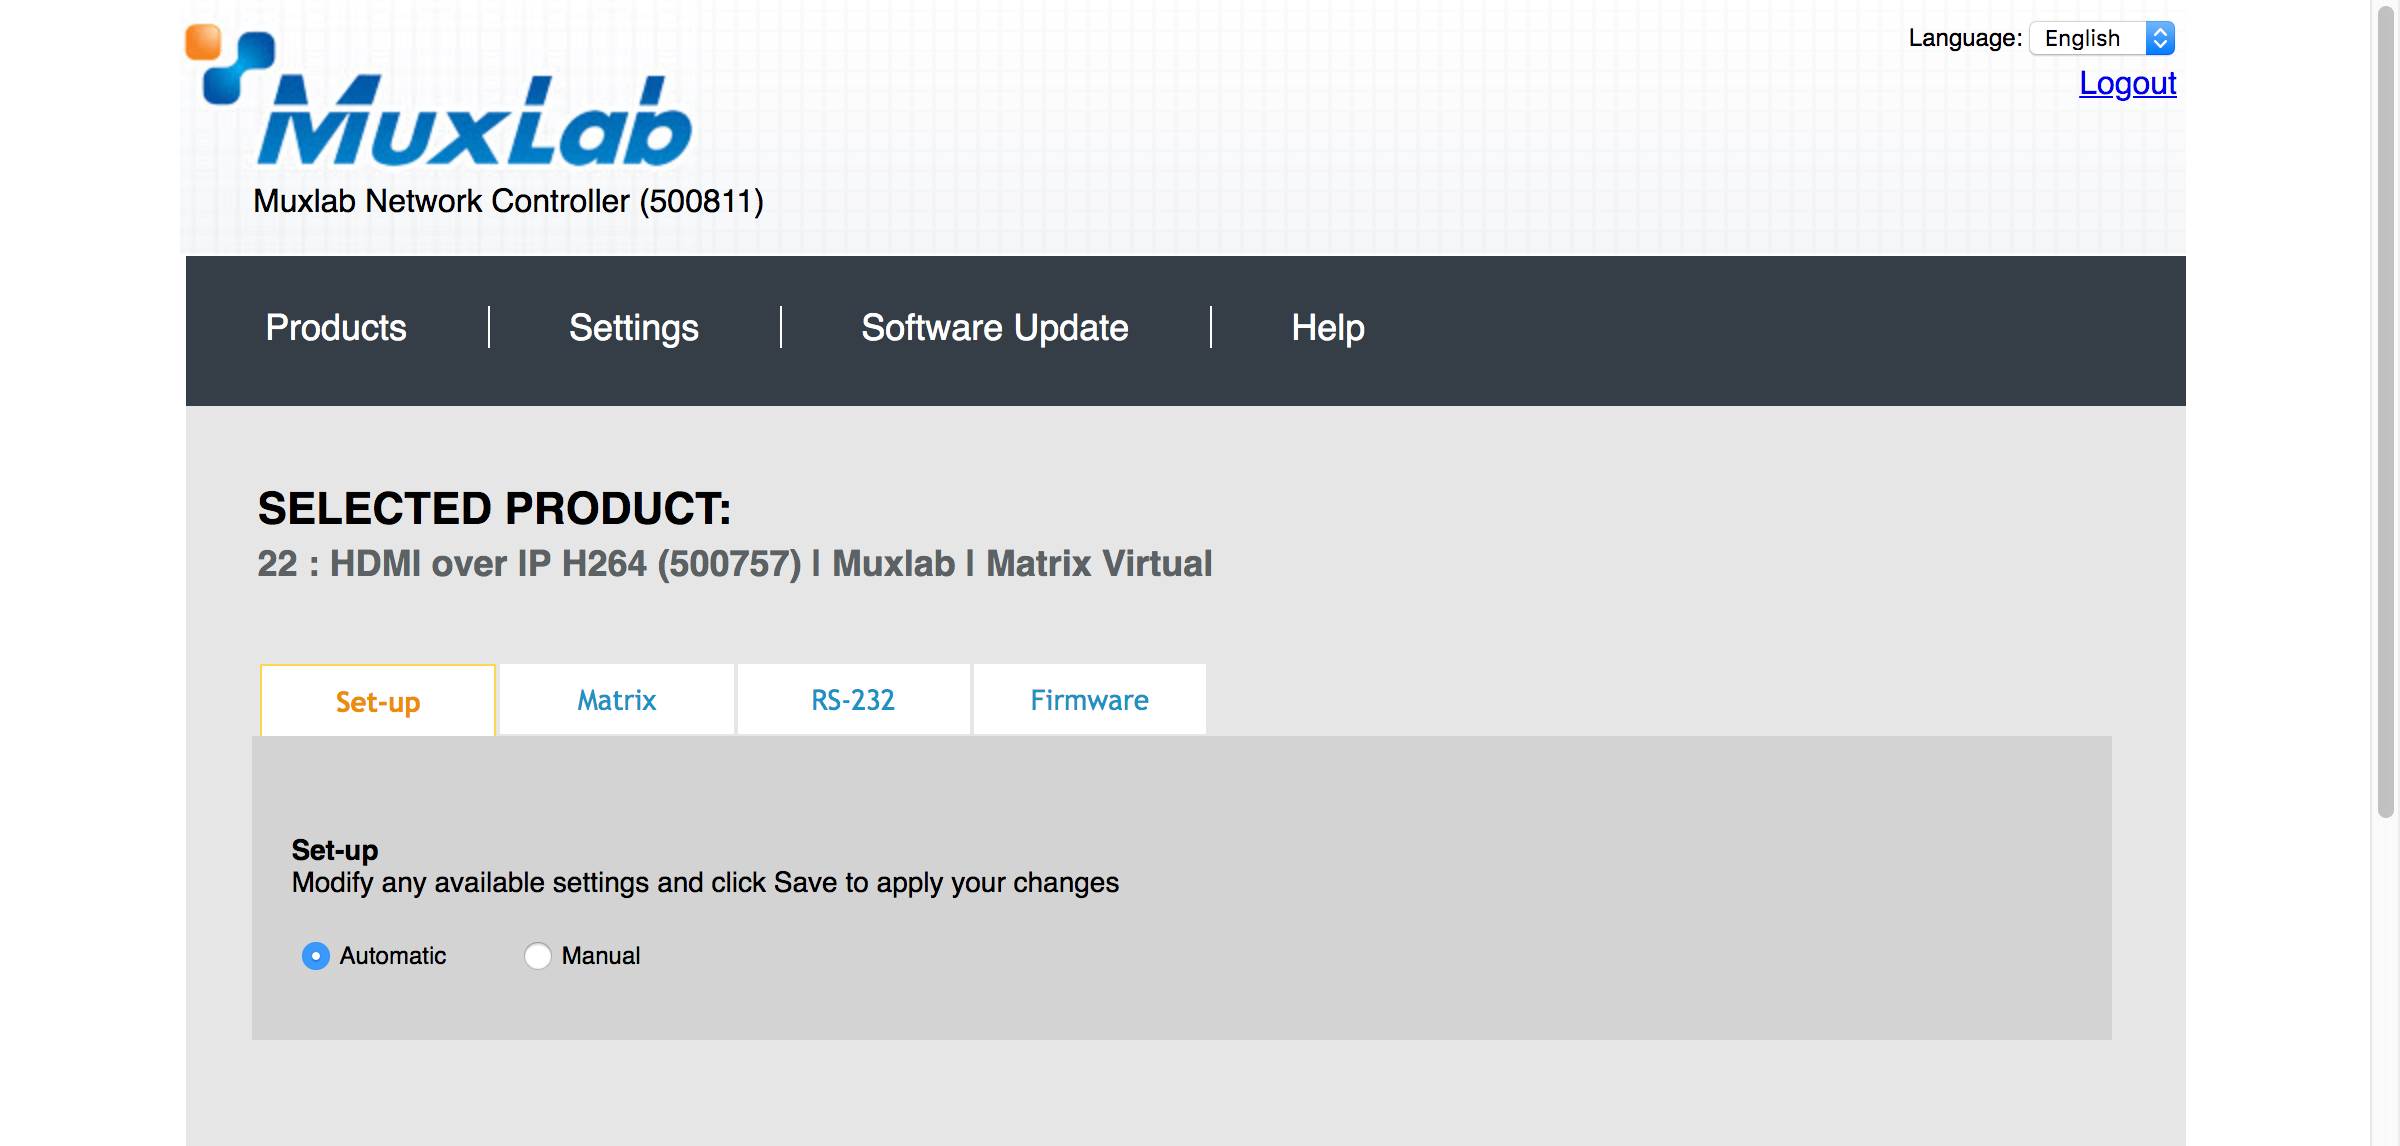 Language: English
Logout
MuxLab
Muxlab Network Controller (500811)
Products
Settings
Software Update
Help
SELECTED PRODUCT:
22 : HDMI over IP H264 (500757) | Muxlab | Matrix Virtual
Set-up
Matrix
RS-232
Firmware
Set-up
Modify any available settings and click Save to apply your changes
Automatic
Manual